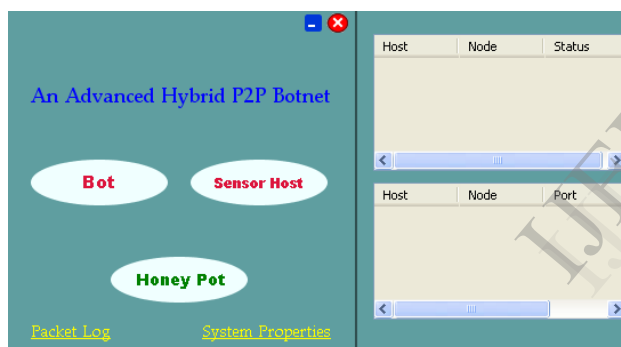 An Advanced Hybrid P2P Botnet
Bot
Sensor Host
Honey Pot
Packet Log
System Properties
Host Node Status
Host Node Port